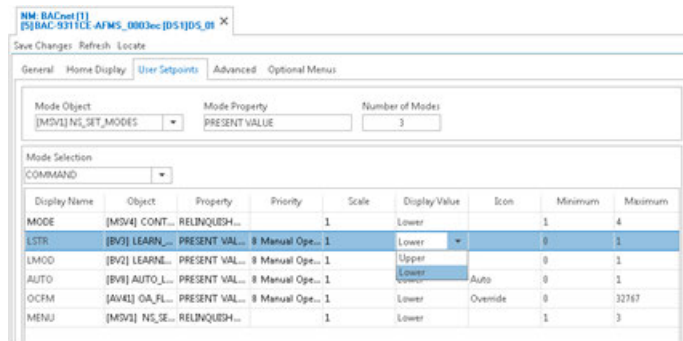 NM: BACnet [1]
[5] BAC-9311CE-AFMS_0003ec [DS1]DS_01 ×
Save Changes Refresh Locate
General Home Display User Setpoints Advanced Optional Menus
Mode Object Mode Property Number of Modes
[MSV1] NS_SET_MODES PRESENT VALUE 3
Mode Selection
COMMAND
Display Name Object Property Priority Scale Display Value Icon Minimum Maximum
MODE [MSV4] CONT... RELINQUISH... 1 Lower 1 4
LSTR [BV3] LEARN_... PRESENT VAL... 8 Manual Ope... 1 Lower 0 1
LMOD [BV2] LEARNI... PRESENT VAL... 8 Manual Ope... 1 Upper 0 1
Lower
AUTO [BV8] AUTO_L... PRESENT VAL... 8 Manual Ope... 1 Auto 0 1
OCFM [AV41] OA_FL... PRESENT VAL... 8 Manual Ope... 1 Lower Override 0 32767
MENU [MSV1] NS_SE... RELINQUISH... 1 Lower 1 3